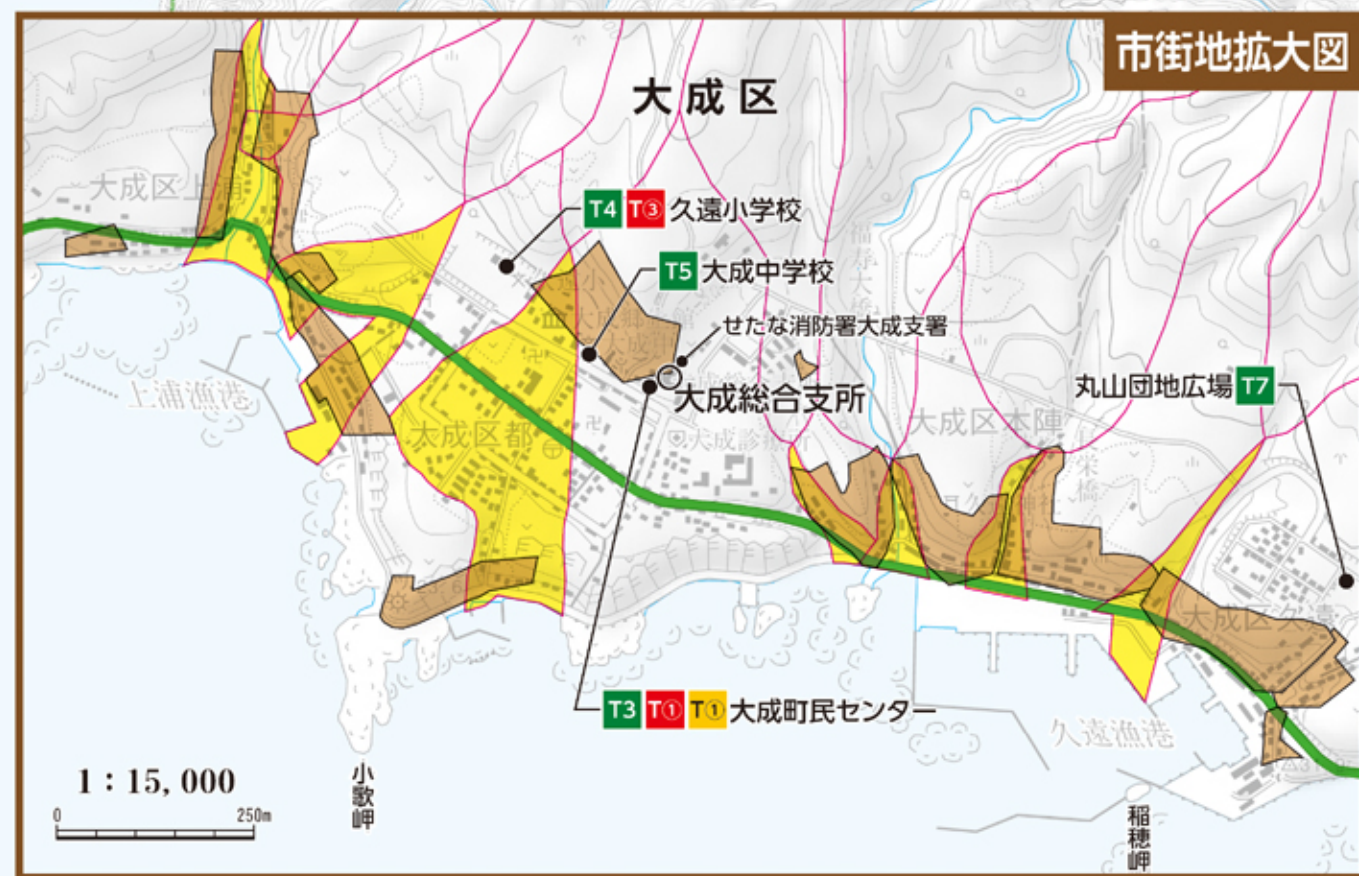 市街地拡大図
大成区
大成区上浦
T4 T③ 久遠小学校
T5 大成中学校
せたな消防署大成支署
大成総合支所
丸山団地広場 T7
上浦漁港
大成区都
大成診療所
大成区本陣
大成区久遠
T3 T① T① 大成町民センター
久遠漁港
1：15,000
0 250m
小歌岬
稲穂岬